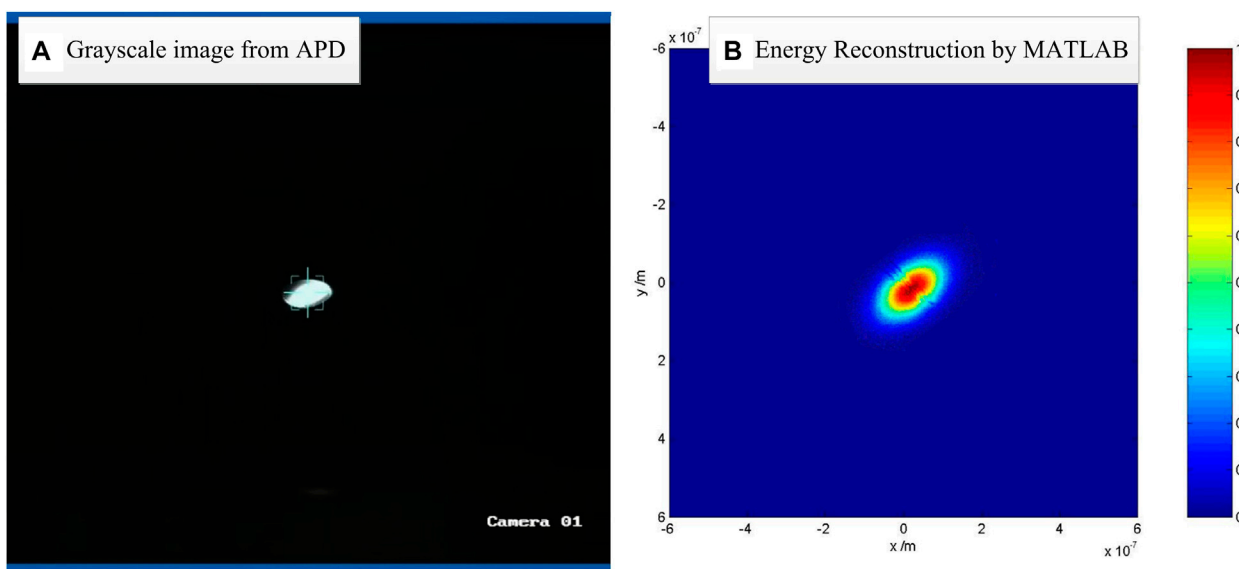 A Grayscale image from APD
Camera 01
x 10^-7
B Energy Reconstruction by MATLAB
-6
-4
-2
0
2
4
6
y /m
-6 -4 -2 0 2 4 6
x /m
x 10^-7